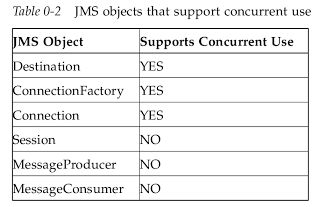 Table 0-2 JMS objects that support concurrent use
JMS Object Supports Concurrent Use
Destination YES
ConnectionFactory YES
Connection YES
Session NO
MessageProducer NO
MessageConsumer NO